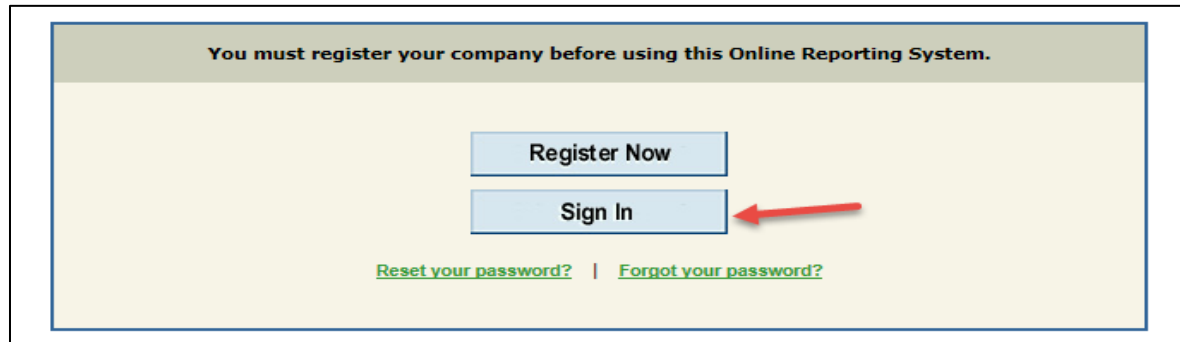 You must register your company before using this Online Reporting System.
Register Now
Sign In
Reset your password? | Forgot your password?